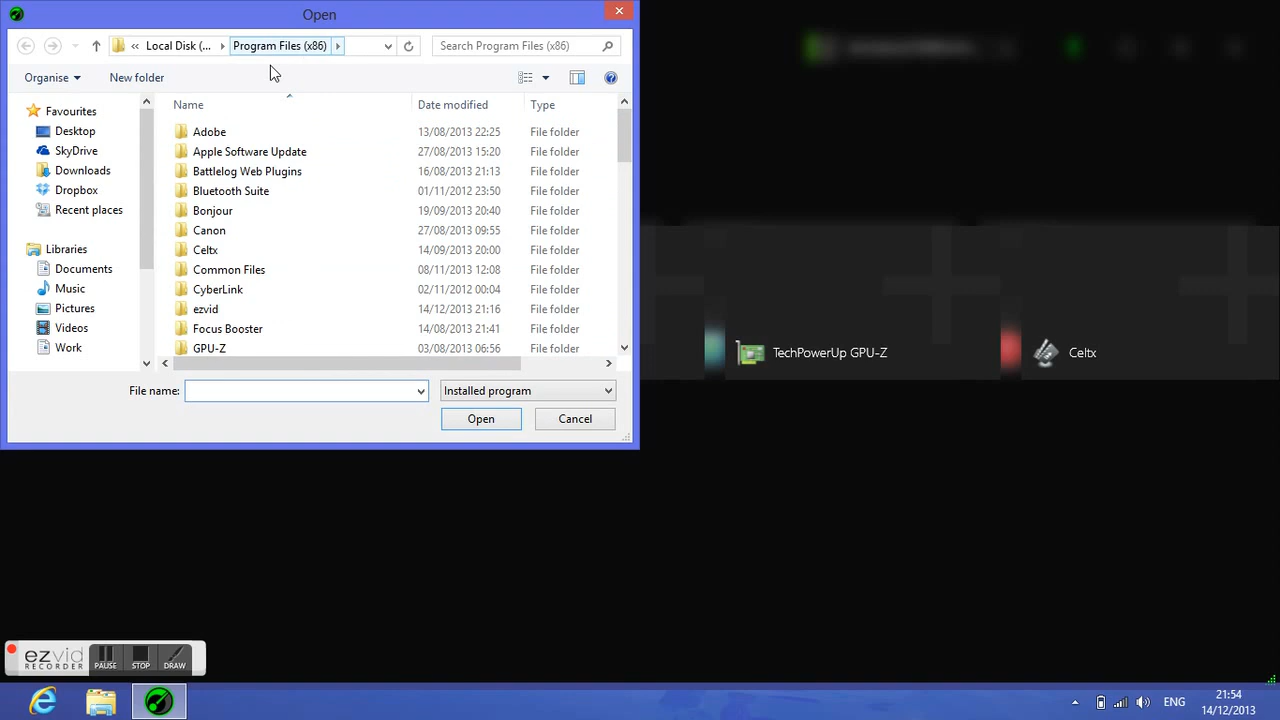 Open
« Local Disk (... Program Files (x86)
Search Program Files (x86)
Organise
New folder
Name Date modified Type
Favourites
Desktop
SkyDrive
Downloads
Dropbox
Recent places
Libraries
Documents
Music
Pictures
Videos
Work
Adobe 13/08/2013 22:25 File folder
Apple Software Update 27/08/2013 15:20 File folder
Battlelog Web Plugins 16/08/2013 21:13 File folder
Bluetooth Suite 01/11/2012 23:50 File folder
Bonjour 19/09/2013 20:40 File folder
Canon 27/08/2013 09:55 File folder
Celtx 14/09/2013 20:00 File folder
Common Files 08/11/2013 12:08 File folder
CyberLink 02/11/2012 00:04 File folder
ezvid 14/12/2013 21:16 File folder
Focus Booster 14/08/2013 21:41 File folder
GPU-Z 03/08/2013 06:56 File folder
File name:
Installed program
Open
Cancel
TechPowerUp GPU-Z
Celtx
ezvid
RECORDER
PAUSE
STOP
DRAW
ENG
21:54
14/12/2013